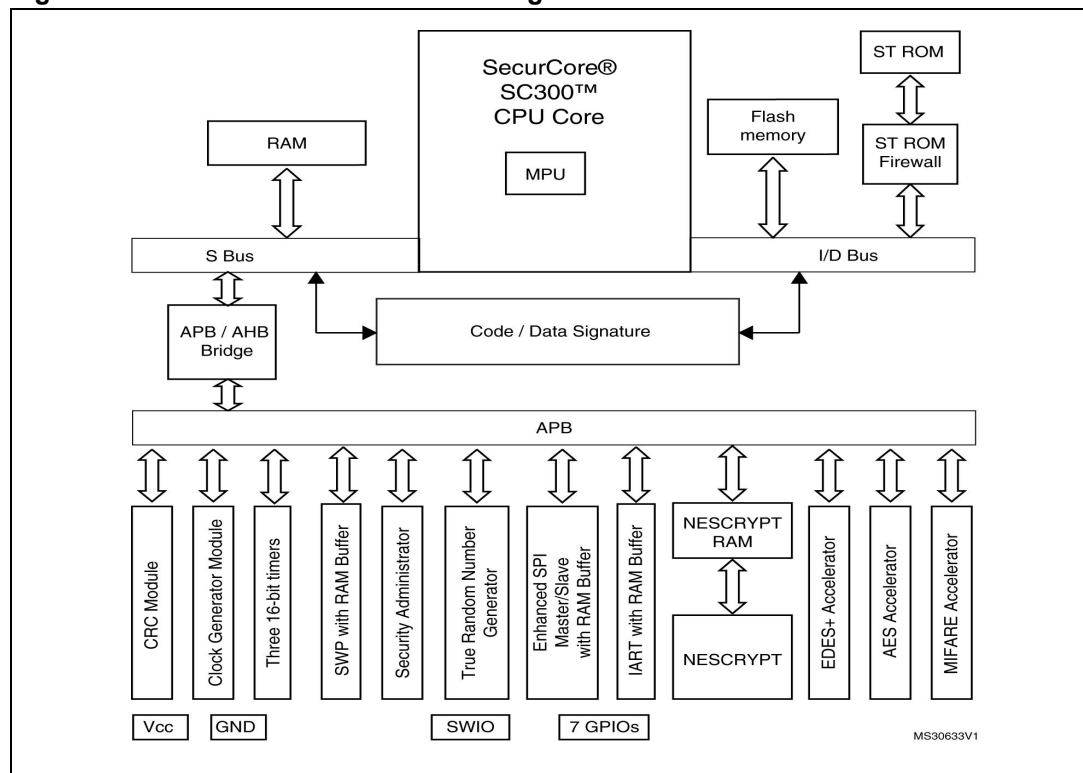 SecurCore®
SC300™
CPU Core
MPU
RAM
Flash
memory
ST ROM
ST ROM
Firewall
S Bus
I/D Bus
APB / AHB
Bridge
Code / Data Signature
APB
CRC Module
Clock Generator Module
Three 16-bit timers
SWP with RAM Buffer
Security Administrator
True Random Number
Generator
Enhanced SPI
Master/Slave
with RAM Buffer
IART with RAM Buffer
NESCRYPT
RAM
NESCRYPT
EDES+ Accelerator
AES Accelerator
MIFARE Accelerator
Vcc
GND
SWIO
7 GPIOs
MS30633V1